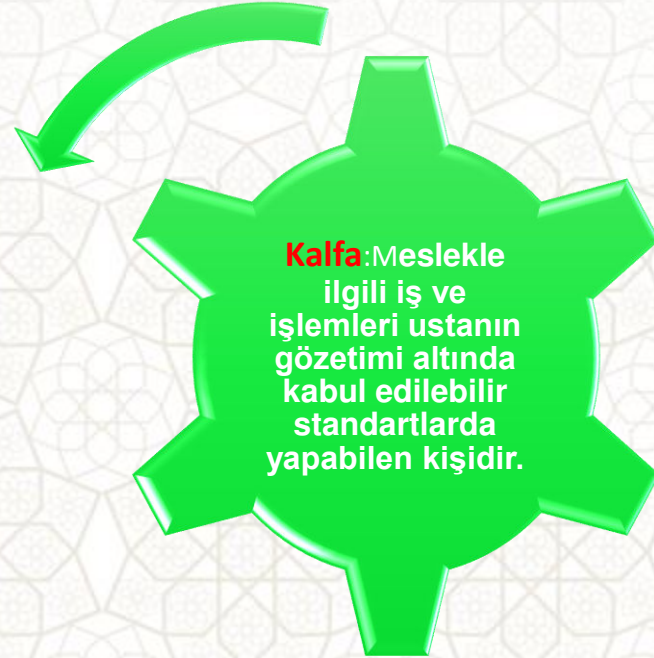 Kalfa:Meslekle
ilgili iş ve
işlemleri ustanın
gözetimi altında
kabul edilebilir
standartlarda
yapabilen kişidir.